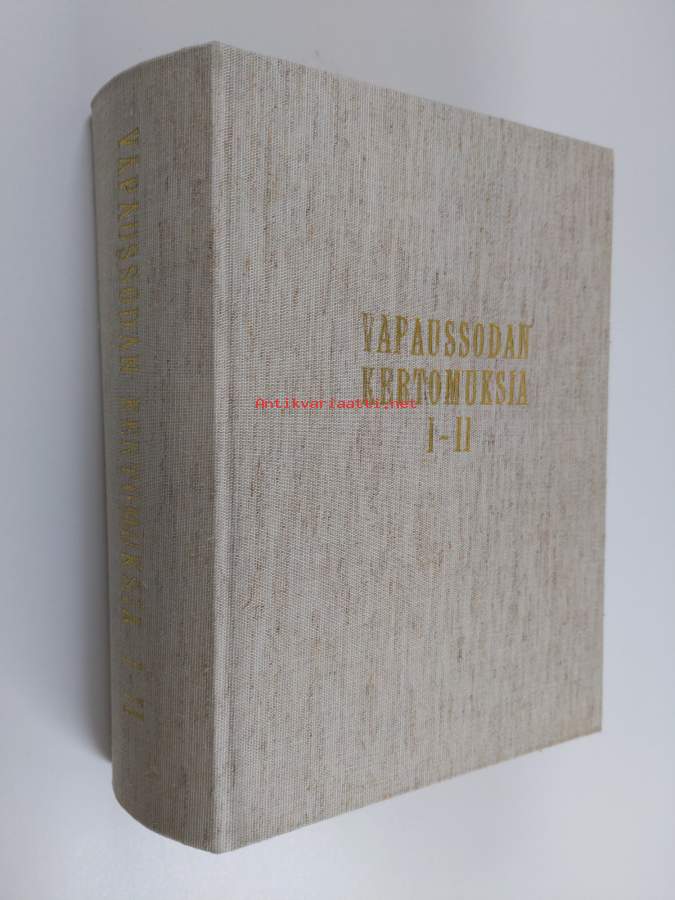 VAPAUSSODAN KERTOMUKSIA I-II
VAPAUSSODAN
KERTOMUKSIA
I-II
Antikvariaatti.net